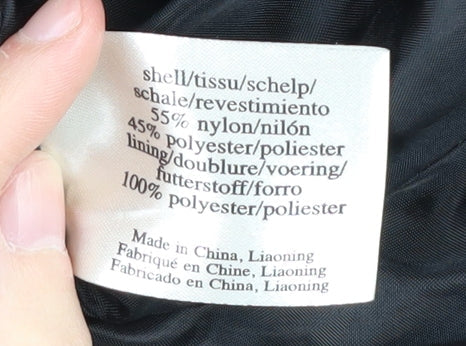 shell/tissu/schelp/
schale/revestimiento
55% nylon/nilón
45% polyester/poliester
lining/doublure/voering/
futterstoff/forro
100% polyester/poliester
Made in China, Liaoning
Fabriqué en Chine, Liaoning
Fabricado en China, Liaoning